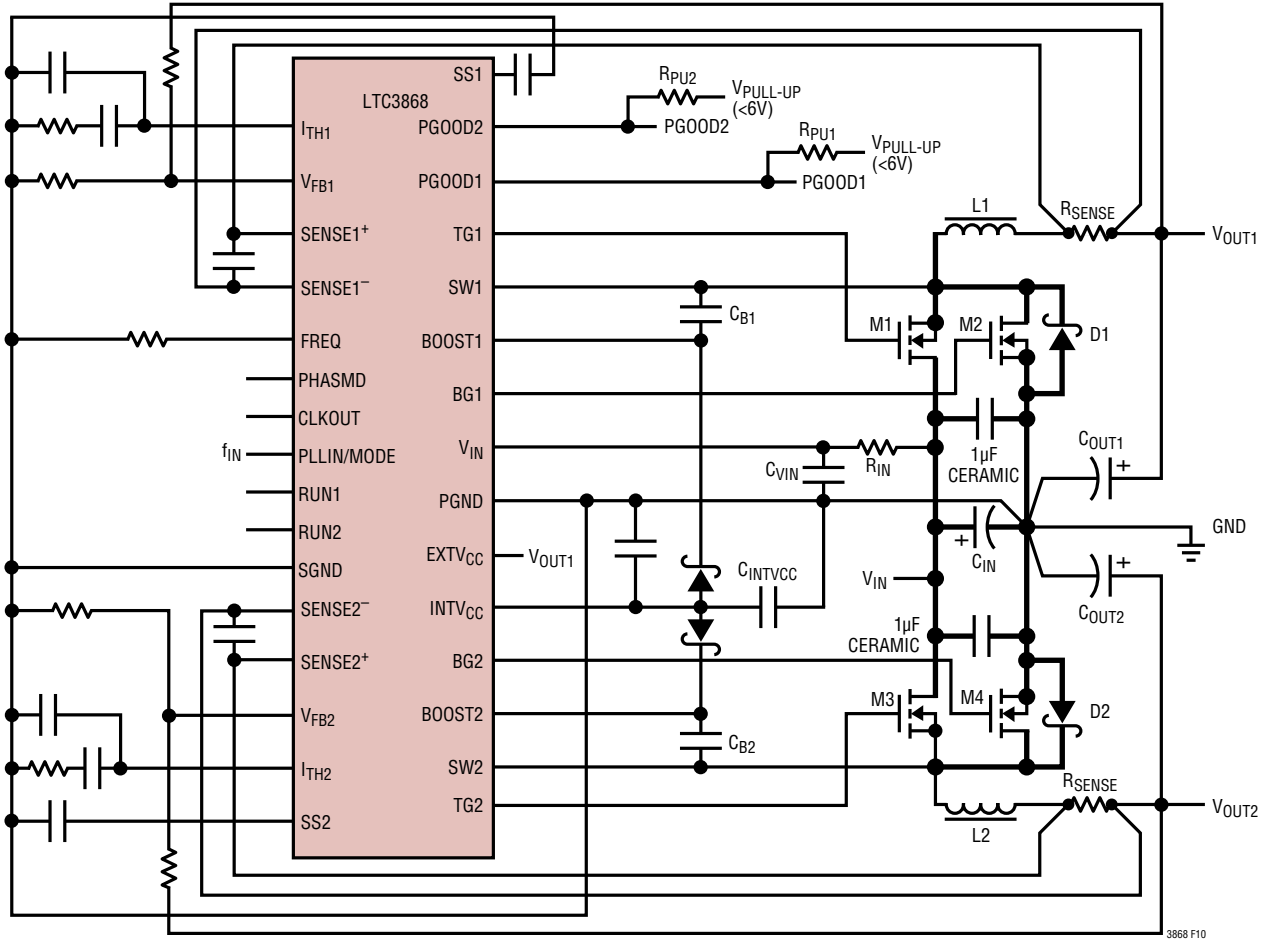 LTC3868
SS1
PGOOD2
PGOOD1
TG1
SW1
BOOST1
BG1
VIN
PGND
EXTVCC
INTVCC
BG2
BOOST2
SW2
TG2
ITH1
VFB1
SENSE1+
SENSE1–
FREQ
PHASMD
CLKOUT
PLLIN/MODE
RUN1
RUN2
SGND
SENSE2–
SENSE2+
VFB2
ITH2
SS2
fIN
RPU2
VPULL-UP
(<6V)
PGOOD2
RPU1
VPULL-UP
(<6V)
PGOOD1
L1
RSENSE
VOUT1
CB1
M1
M2
D1
CVIN
RIN
1µF
CERAMIC
COUT1
+
GND
VOUT1
CINTVCC
VIN
+
CIN
+
COUT2
1µF
CERAMIC
M3
M4
D2
CB2
RSENSE
VOUT2
L2
3868 F10